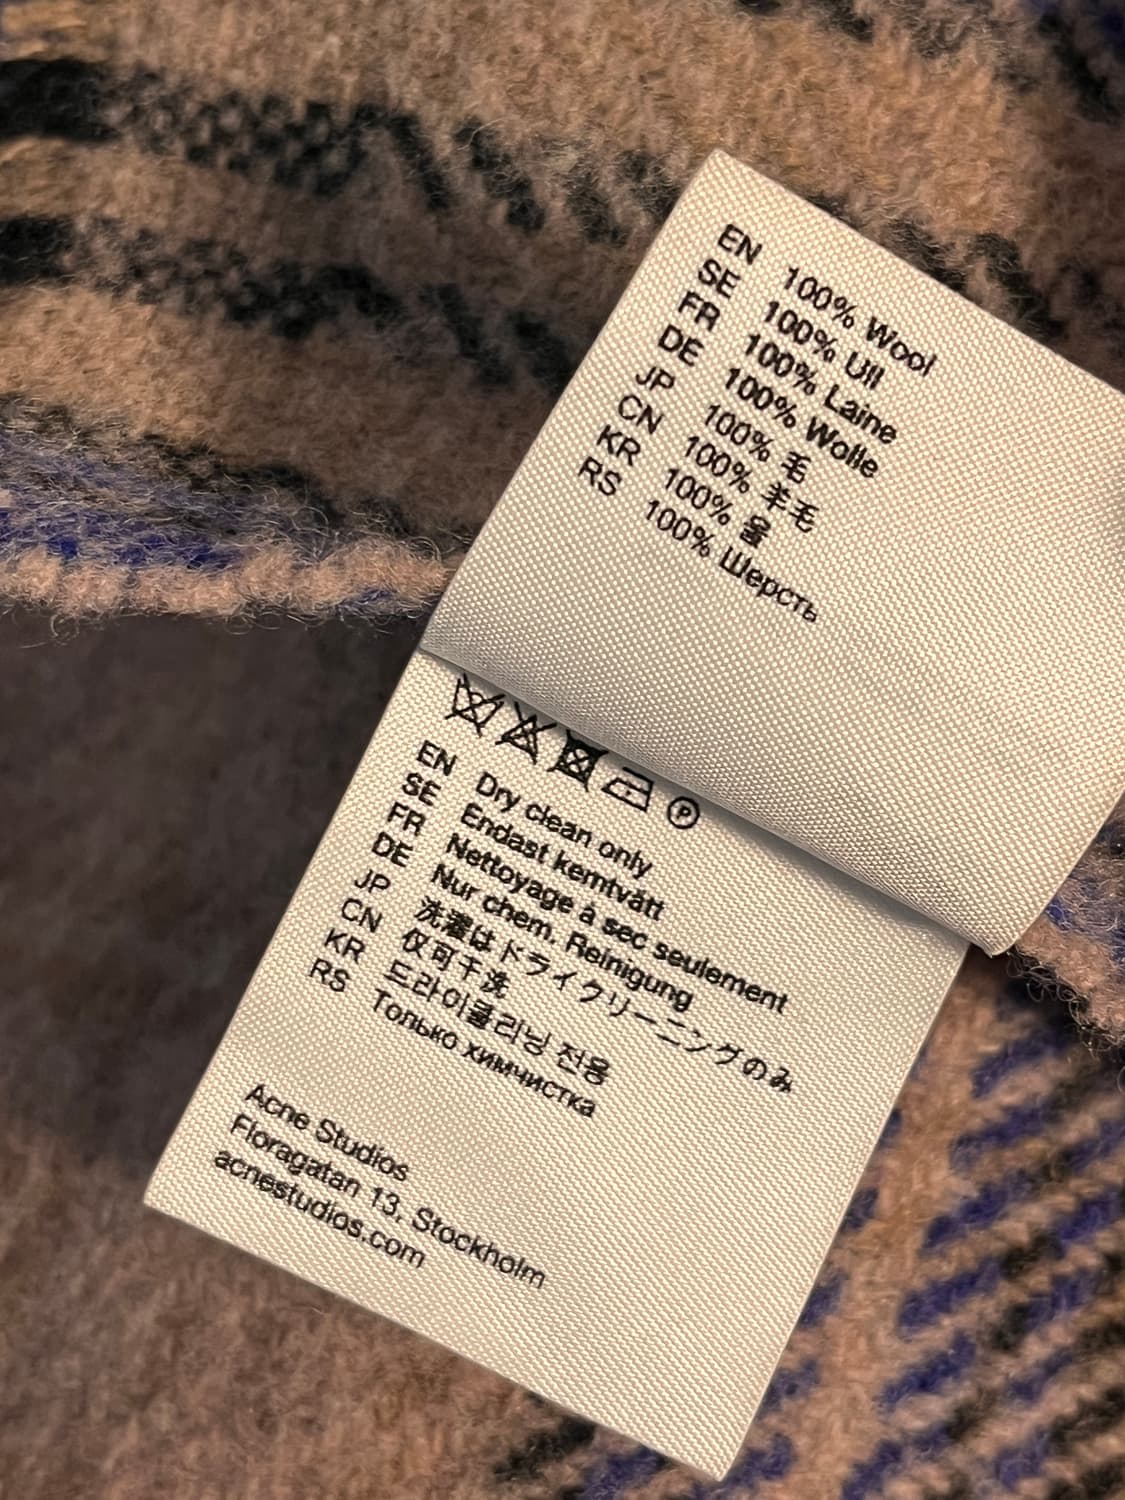 EN 100% Wool
SE 100% Ull
FR 100% Laine
DE 100% Wolle
JP 100% 毛
CN 100% 羊毛
KR 100% 울
RS 100% Шерсть
P
EN Dry clean only
SE Endast kemtvätt
FR Nettoyage à sec seulement
DE Nur chem. Reinigung
JP 洗濯はドライクリーニングのみ
CN 仅可干洗
KR 드라이클리닝 전용
RS Только химчистка
Acne Studios
Floragatan 13, Stockholm
acnestudios.com